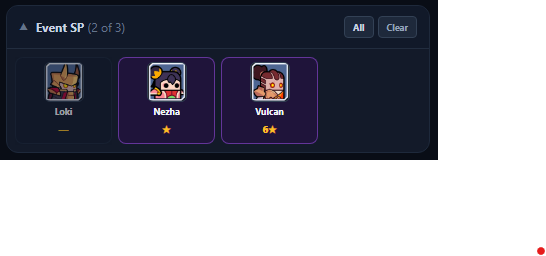 ▲ Event SP (2 of 3) All Clear
Loki Nezha Vulcan
— ★ 6★